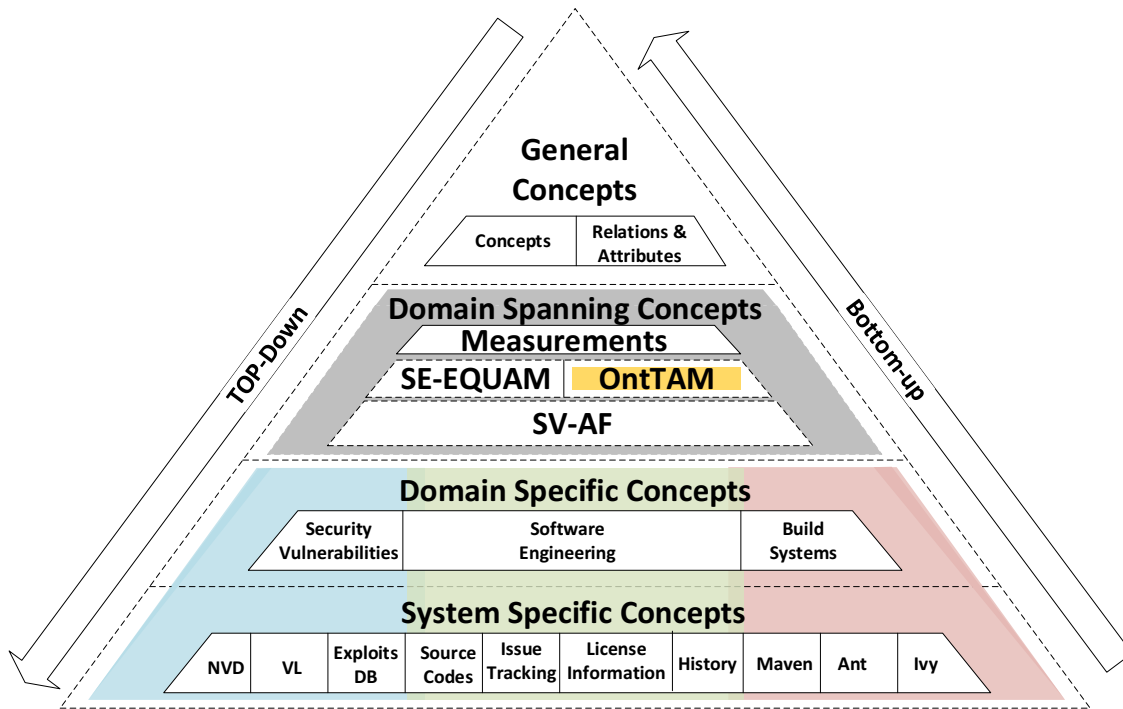 General
Concepts
Concepts
Relations &
Attributes
TOP-Down
Bottom-up
Domain Spanning Concepts
Measurements
SE-EQUAM
OntTAM
SV-AF
Domain Specific Concepts
Security
Vulnerabilities
Software
Engineering
Build
Systems
System Specific Concepts
NVD
VL
Exploits
DB
Source
Codes
Issue
Tracking
License
Information
History
Maven
Ant
Ivy